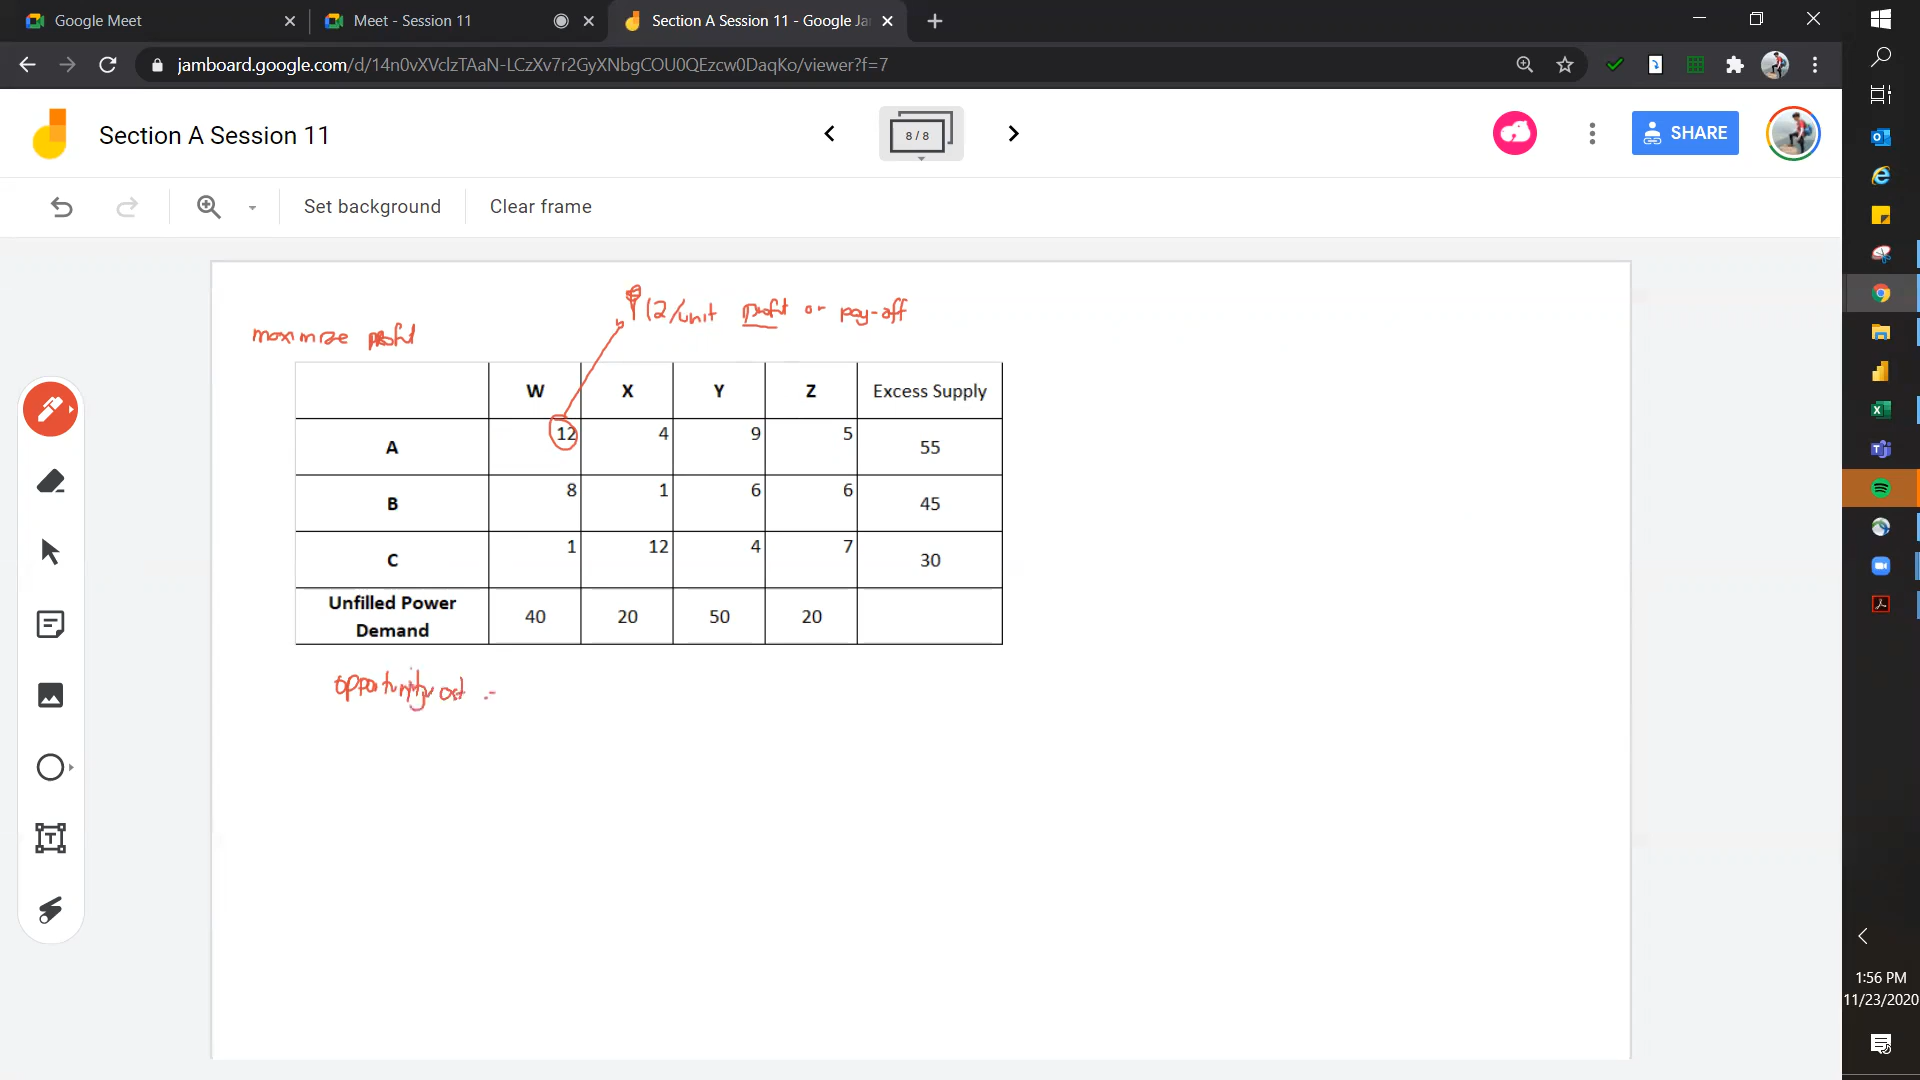 Google Meet
Meet - Session 11
Section A Session 11 - Google Ja
jamboard.google.com/d/14n0vXVclzTAaN-LCzXv7r2GyXNbgCOU0QEzcw0DaqKo/viewer?f=7
Section A Session 11
8 / 8
SHARE
Set background
Clear frame
₱12/unit profit or pay-off
maximize profit
W X Y Z Excess Supply
A 12 4 9 5 55
B 8 1 6 6 45
C 1 12 4 7 30
Unfilled Power
Demand 40 20 50 20
opportunity cost :-
1:56 PM
11/23/2020